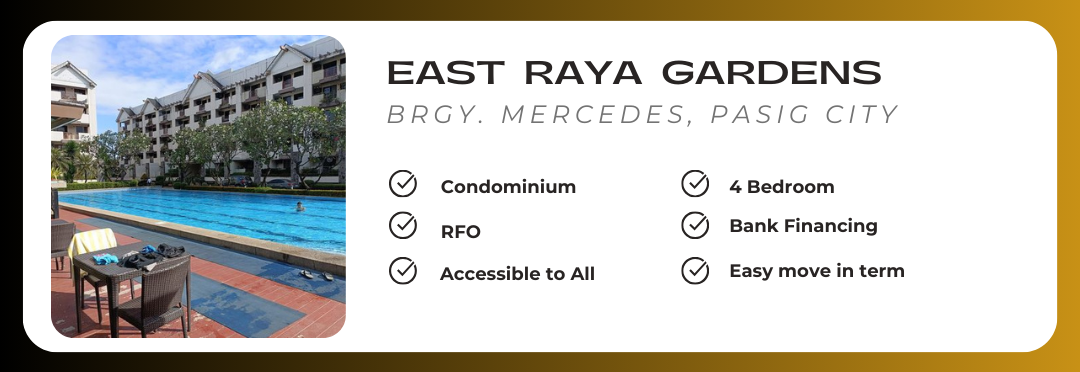 EAST RAYA GARDENS
BRGY. MERCEDES, PASIG CITY
Condominium
RFO
Accessible to All
4 Bedroom
Bank Financing
Easy move in term